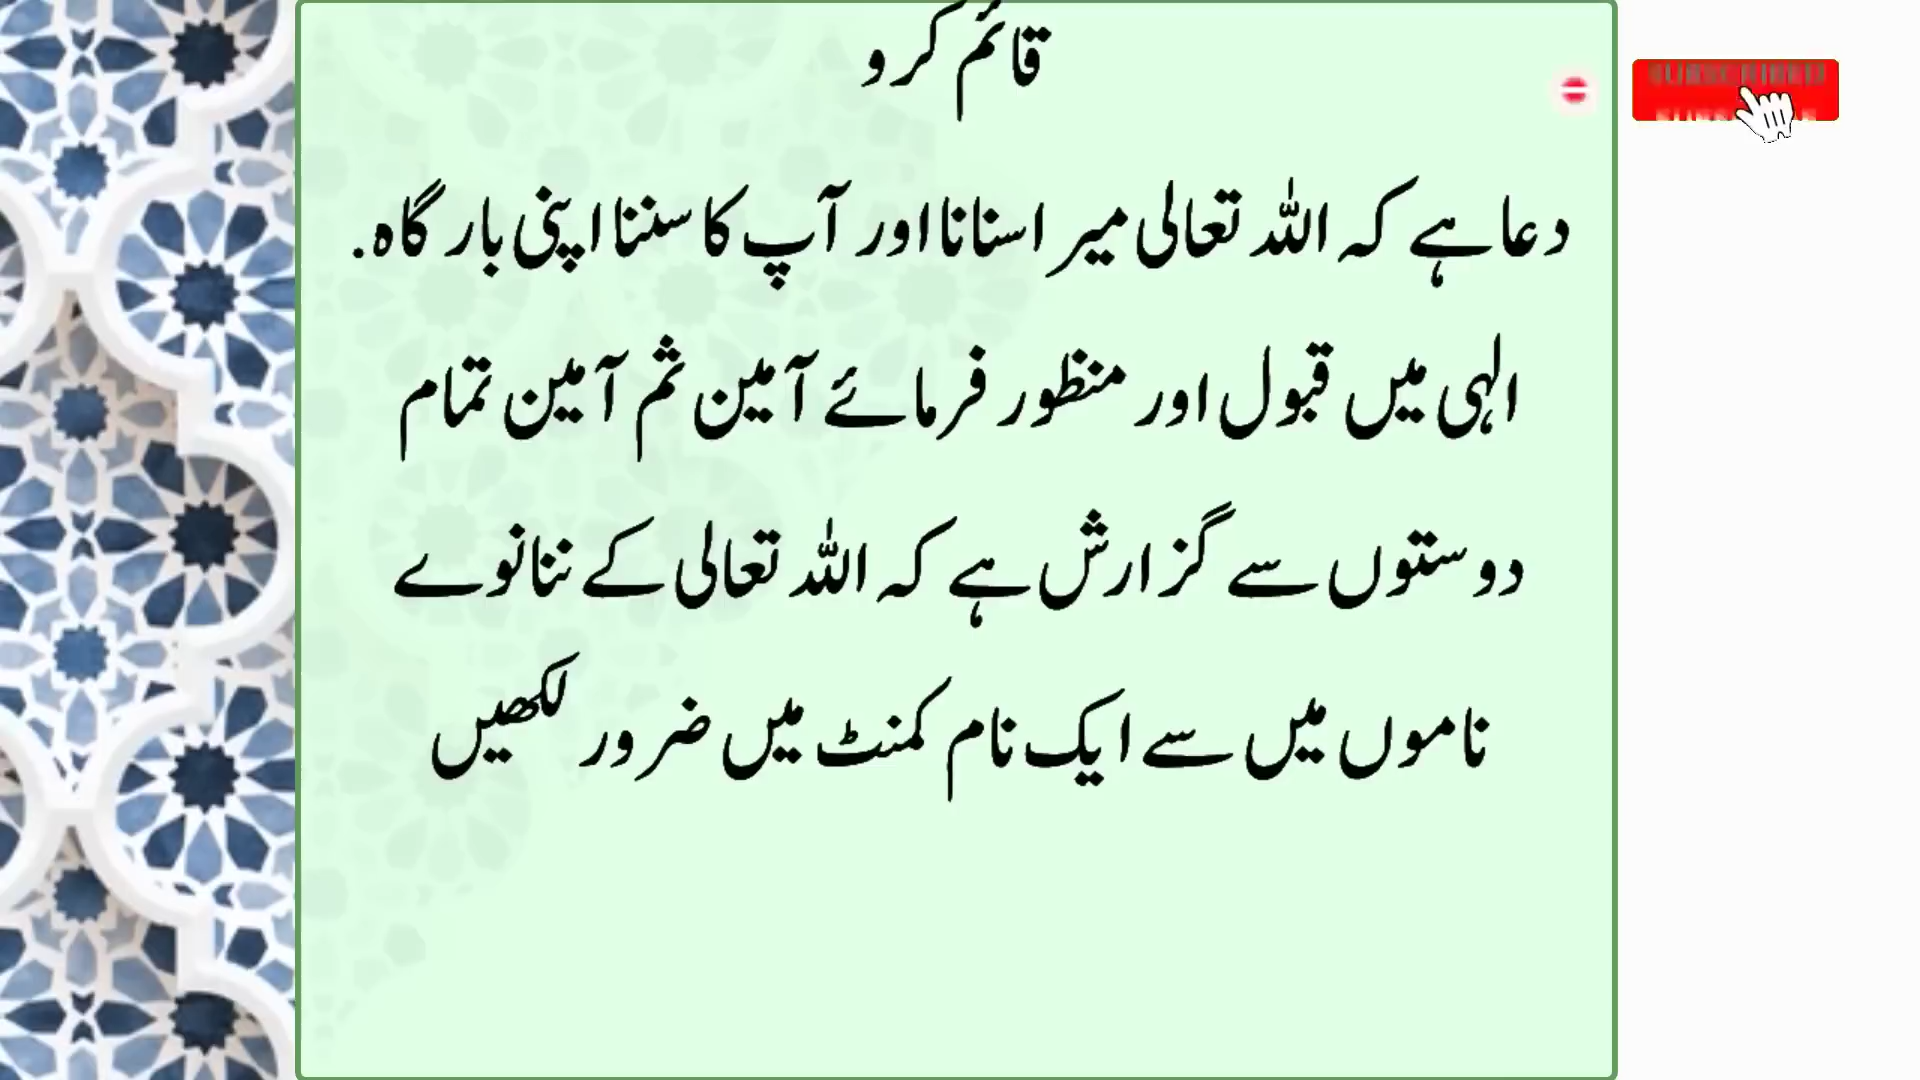 قائم کرو
دعا ہے کہ اللہ تعالی میرا سنانا اور آپ کا سننا اپنی بارگاہ.
الہی میں قبول اور منظور فرمائے آمین ثم آمین تمام
دوستوں سے گزارش ہے کہ اللہ تعالی کے ننانوے
ناموں میں سے ایک نام کمنٹ میں ضرور لکھیں